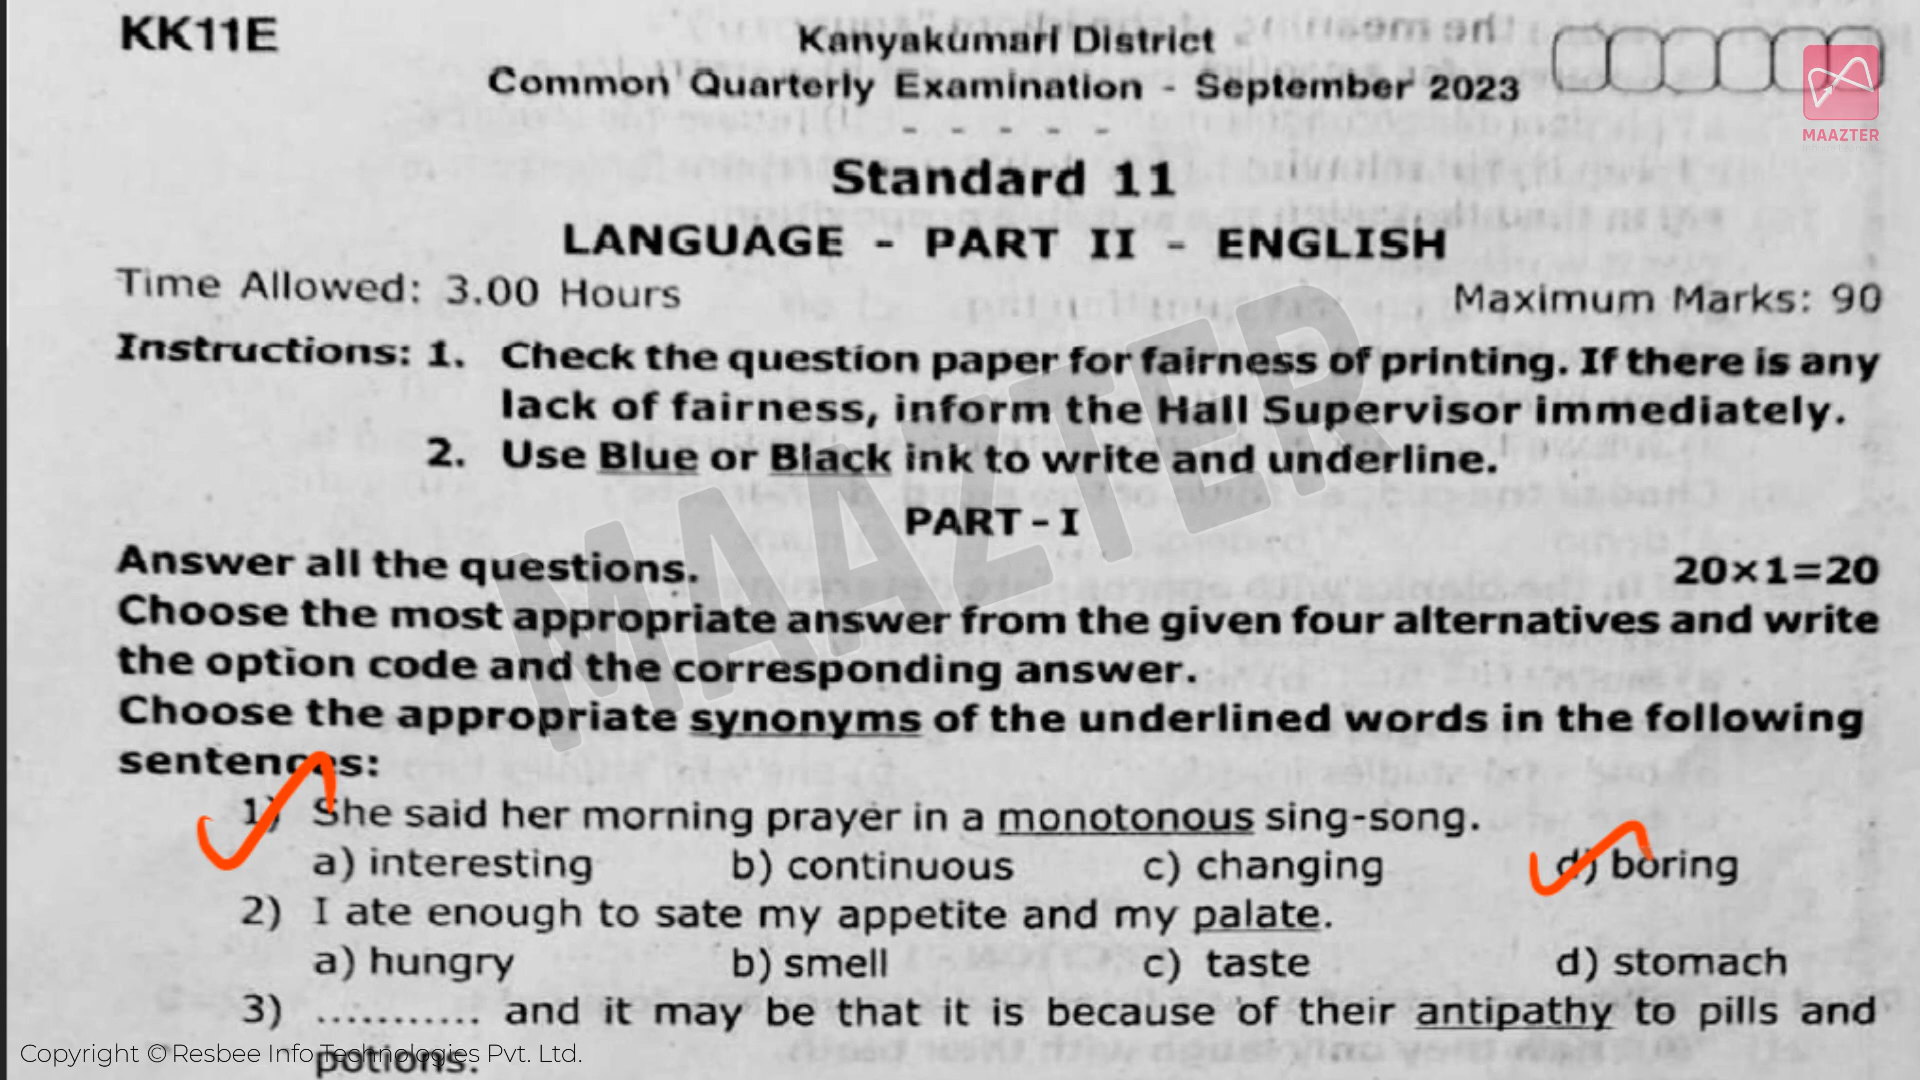 KK11E
Kanyakumari District
Common Quarterly Examination - September 2023
- - - - -
MAAZTER
Standard 11
LANGUAGE - PART II - ENGLISH
Time Allowed: 3.00 Hours Maximum Marks: 90
Instructions: 1. Check the question paper for fairness of printing. If there is any
lack of fairness, inform the Hall Supervisor immediately.
2. Use Blue or Black ink to write and underline.
MAAZTER
PART - I
Answer all the questions. 20×1=20
Choose the most appropriate answer from the given four alternatives and write
the option code and the corresponding answer.
Choose the appropriate synonyms of the underlined words in the following
sentences:
1) She said her morning prayer in a monotonous sing-song.
a) interesting b) continuous c) changing d) boring
2) I ate enough to sate my appetite and my palate.
a) hungry b) smell c) taste d) stomach
3) ........... and it may be that it is because of their antipathy to pills and
potions.
Copyright © Resbee Info Technologies Pvt. Ltd.